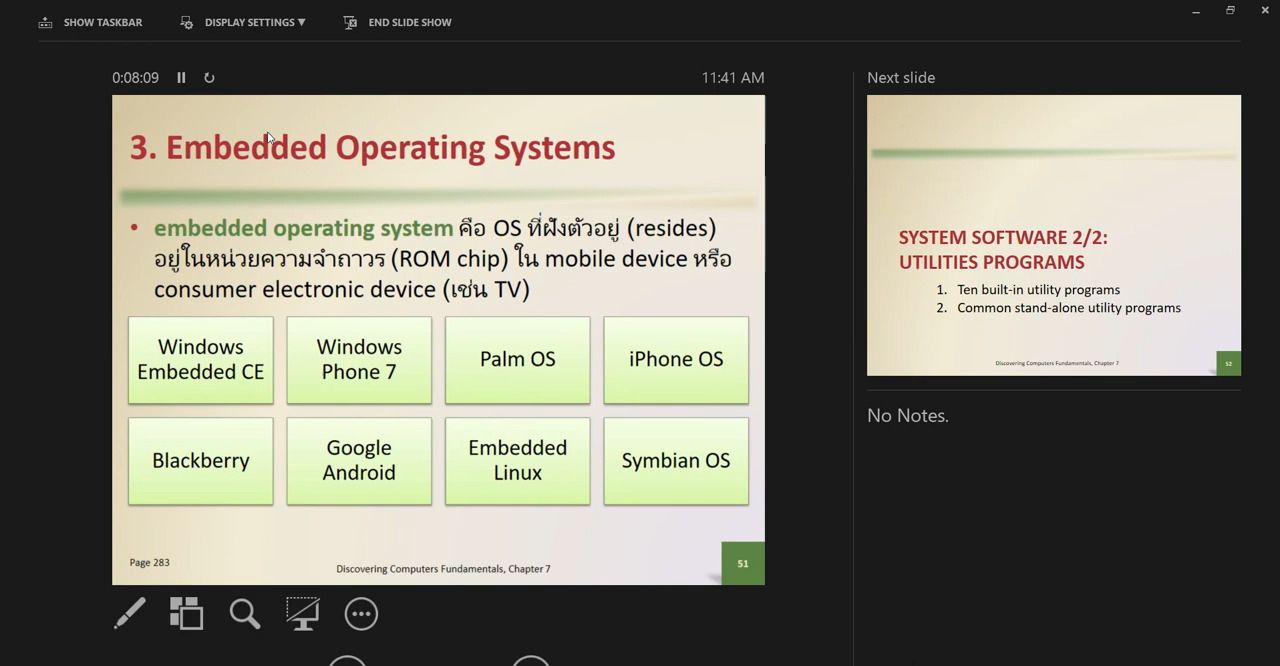 SHOW TASKBAR
DISPLAY SETTINGS ▼
END SLIDE SHOW
0:08:09
11:41 AM
3. Embedded Operating Systems
• embedded operating system คือ OS ที่ฝังตัวอยู่ (resides)
อยู่ในหน่วยความจำถาวร (ROM chip) ใน mobile device หรือ
consumer electronic device (เช่น TV)
Windows
Embedded CE
Windows
Phone 7
Palm OS
iPhone OS
Blackberry
Google
Android
Embedded
Linux
Symbian OS
Page 283
Discovering Computers Fundamentals, Chapter 7
51
Next slide
SYSTEM SOFTWARE 2/2:
UTILITIES PROGRAMS
1. Ten built-in utility programs
2. Common stand-alone utility programs
Discovering Computers Fundamentals, Chapter 7
52
No Notes.